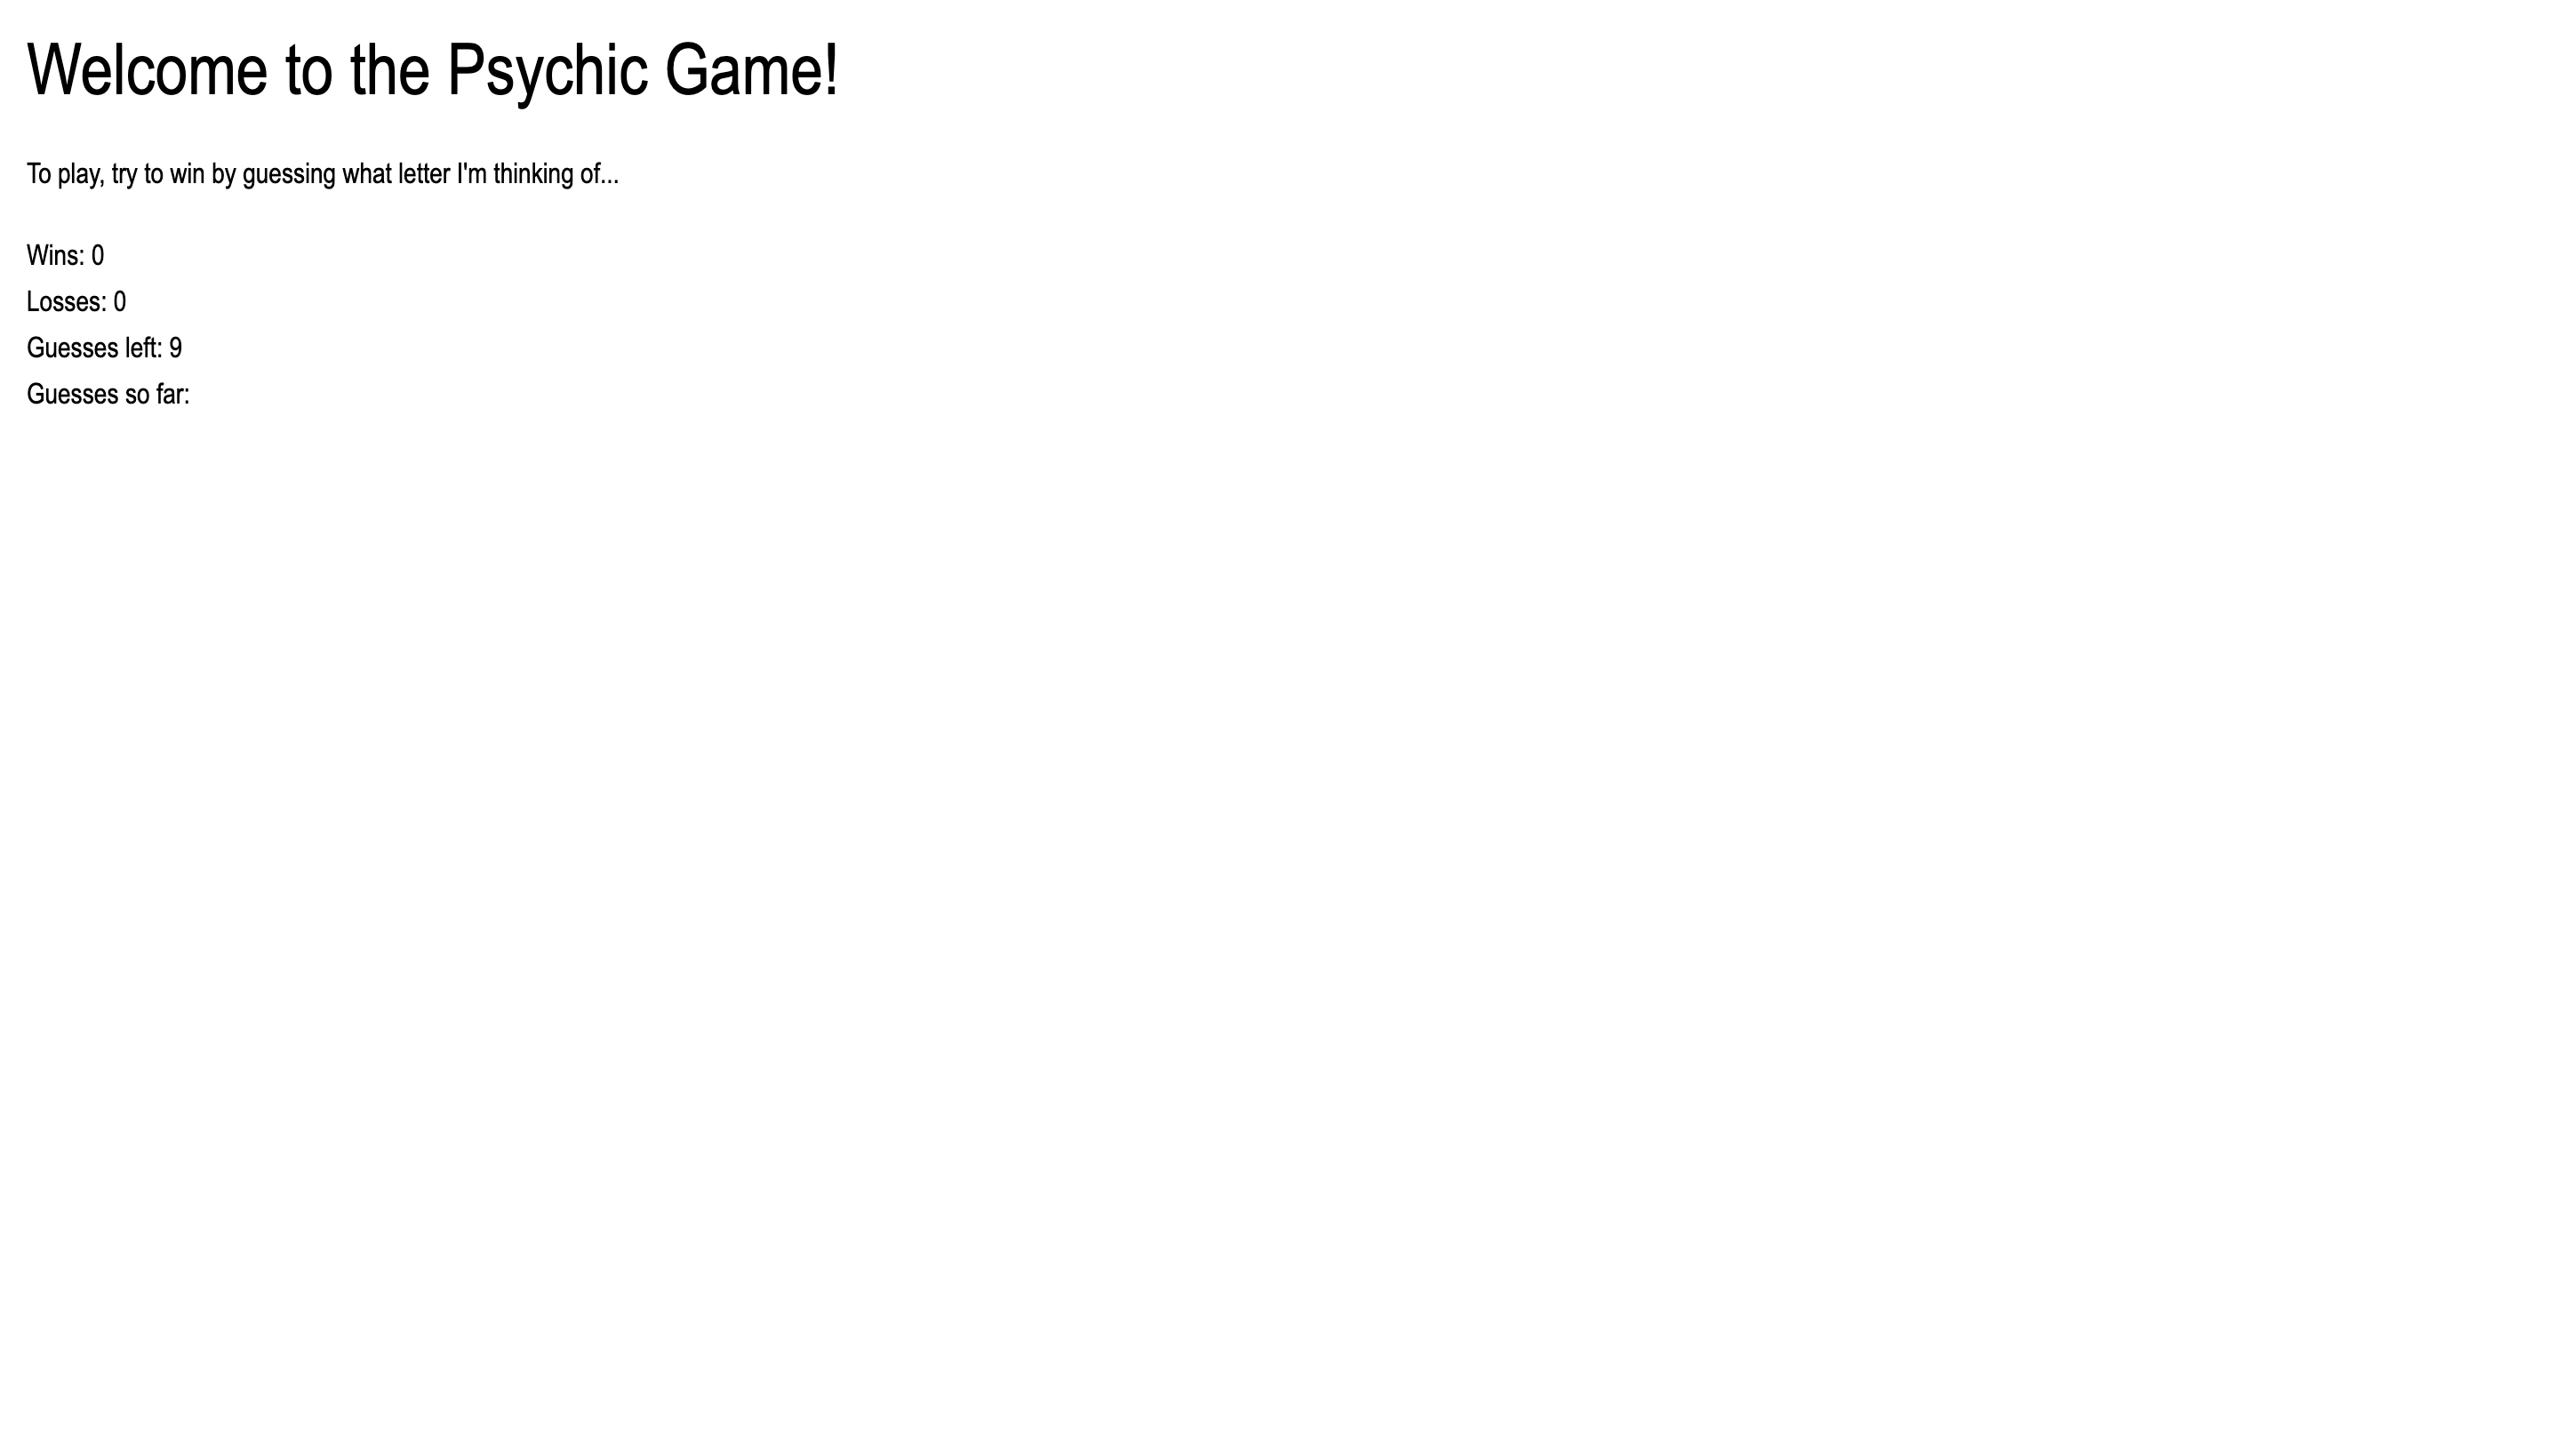 Welcome to the Psychic Game!
To play, try to win by guessing what letter I'm thinking of...
Wins: 0
Losses: 0
Guesses left: 9
Guesses so far: